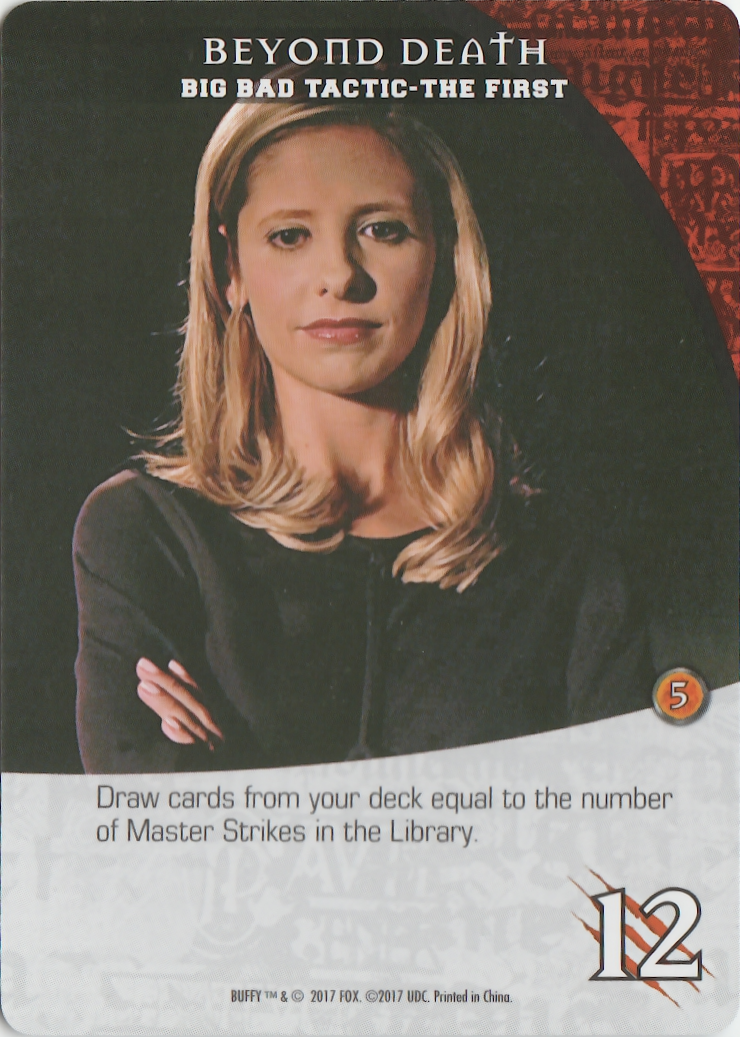 BEYOND DEATH
BIG BAD TACTIC-THE FIRST
5
Draw cards from your deck equal to the number
of Master Strikes in the Library.
12
BUFFY ™ & © 2017 FOX. ©2017 UDC. Printed in China.